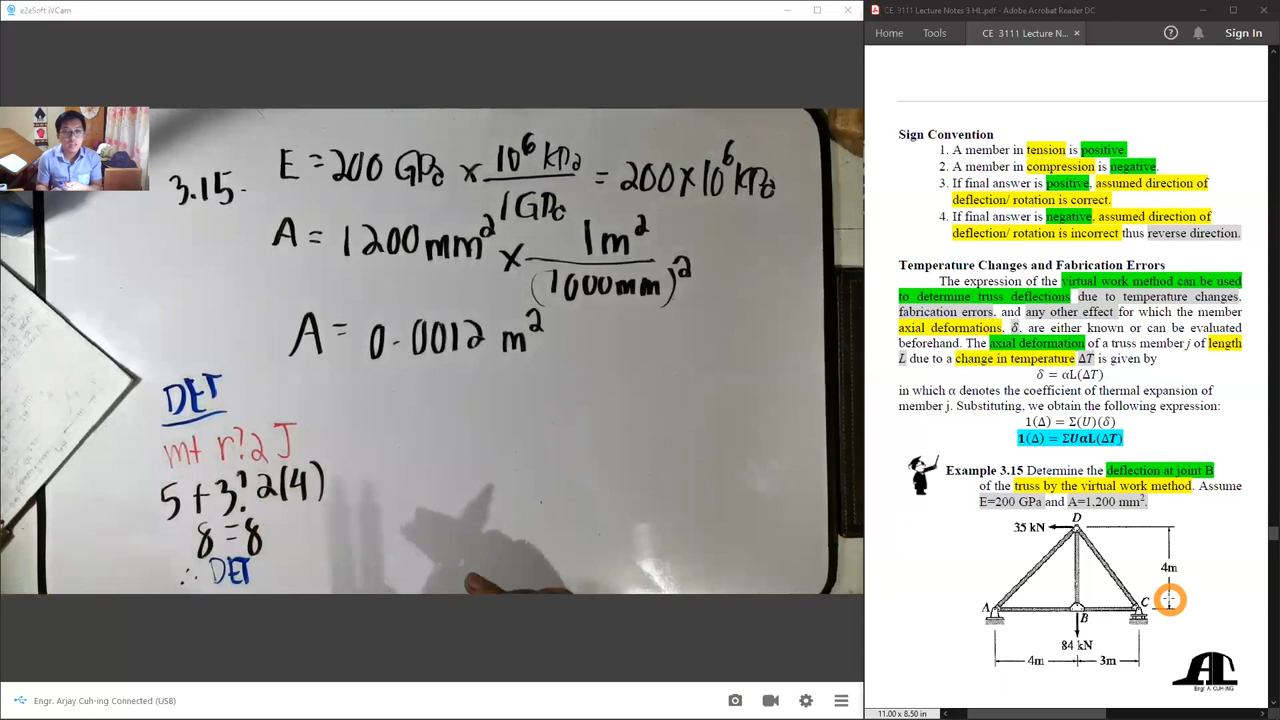 e2eSoft iVCam
3.15.
E = 200 GPa x 10⁶ kPa / 1 GPa = 200 x 10⁶ kPa
A = 1200 mm² x 1 m² / (1000 mm)²
A = 0.0012 m²
DET
m + r ? 2 J
5 + 3 ? 2(4)
8 = 8
∴ DET
Engr. Arjay Cuh-ing Connected (USB)
CE 3111 Lecture Notes 3 HL.pdf - Adobe Acrobat Reader DC
Home Tools CE 3111 Lecture N... × Sign In
Sign Convention
1. A member in tension is positive.
2. A member in compression is negative.
3. If final answer is positive, assumed direction of
deflection/ rotation is correct.
4. If final answer is negative, assumed direction of
deflection/ rotation is incorrect thus reverse direction.
Temperature Changes and Fabrication Errors
The expression of the virtual work method can be used
to determine truss deflections due to temperature changes,
fabrication errors, and any other effect for which the member
axial deformations, δ, are either known or can be evaluated
beforehand. The axial deformation of a truss member j of length
L due to a change in temperature ΔT is given by
δ = αL(ΔT)
in which α denotes the coefficient of thermal expansion of
member j. Substituting, we obtain the following expression:
1(Δ) = Σ(U)(δ)
1(Δ) = ΣUαL(ΔT)
Example 3.15 Determine the deflection at joint B
of the truss by the virtual work method. Assume
E=200 GPa and A=1,200 mm².
D
35 kN
4m
A
C
B
84 kN
4m 3m
Engr. A. CUH-ING
11.00 x 8.50 in